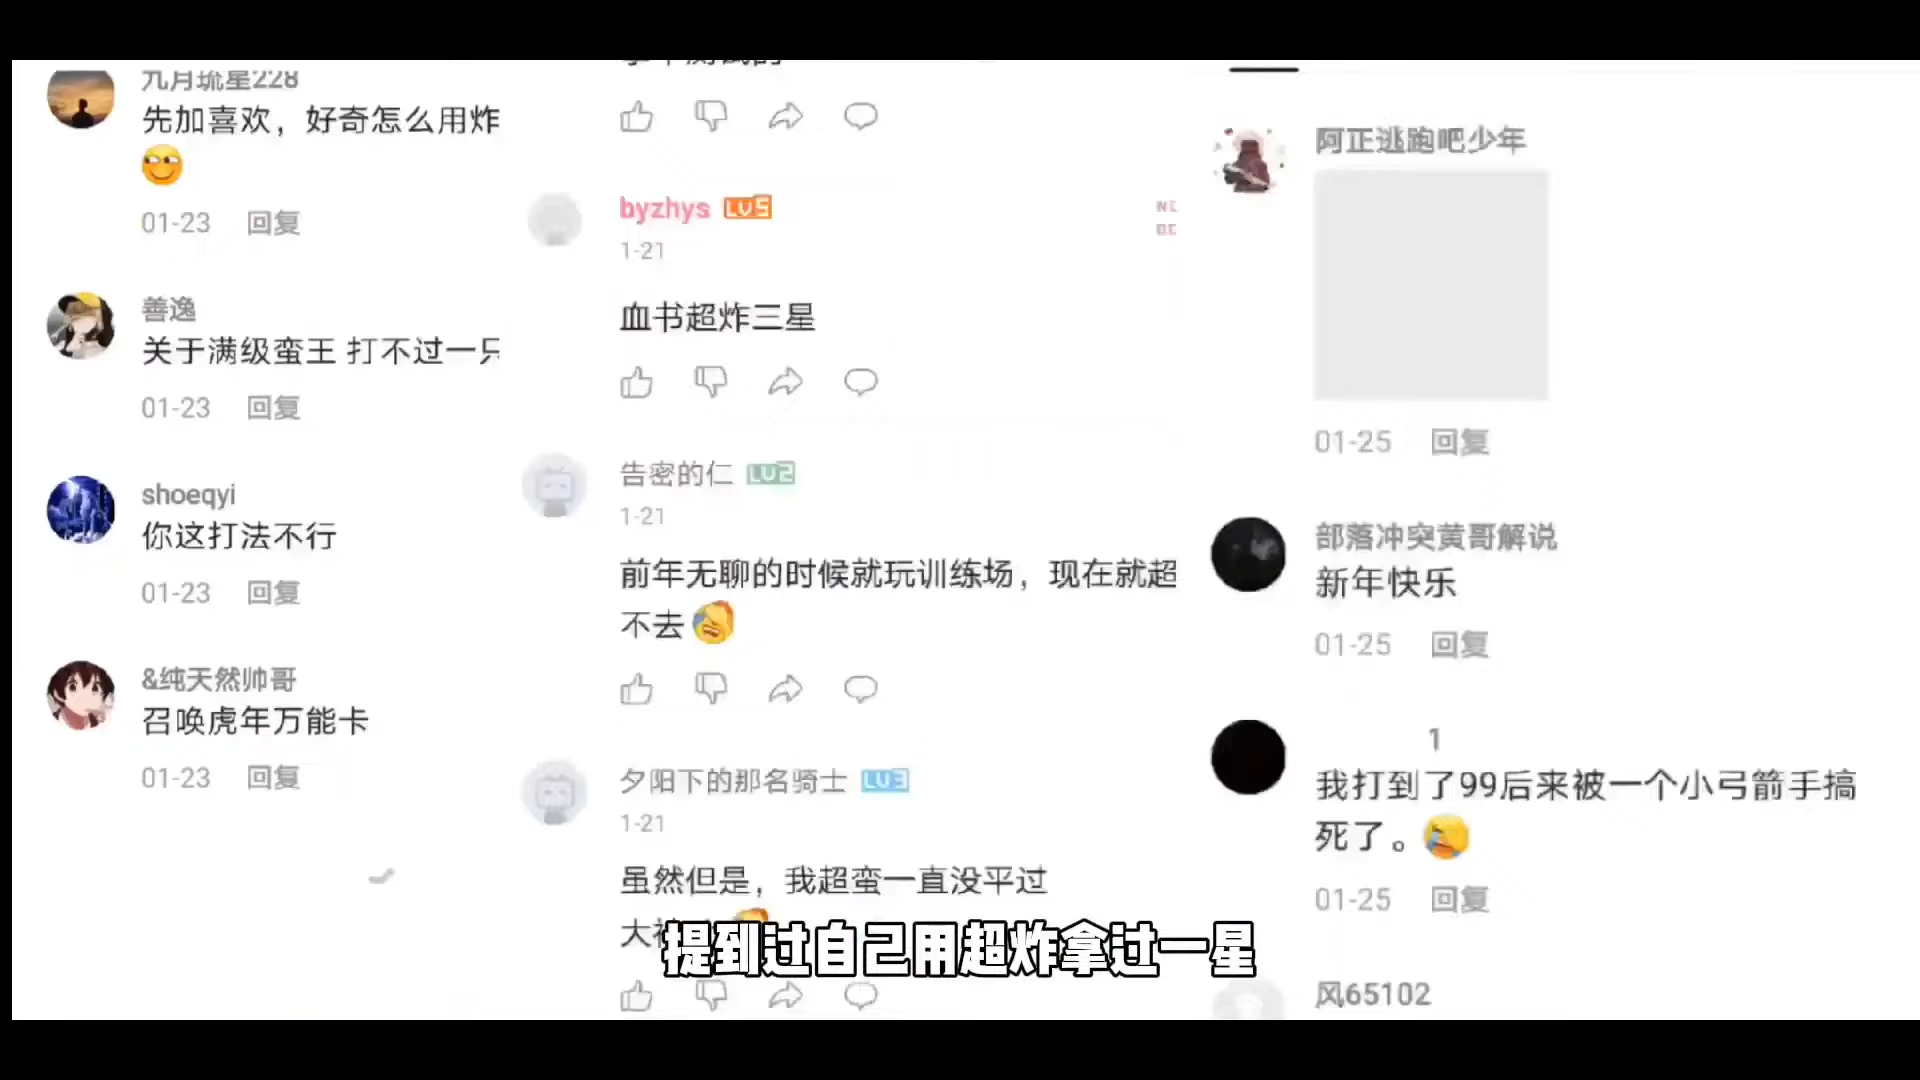 九月琉星228
先加喜欢，好奇怎么用炸
01-23 回复
善逸
关于满级蛮王 打不过一只
01-23 回复
shoeqyi
你这打法不行
01-23 回复
&纯天然帅哥
召唤虎年万能卡
01-23 回复
byzhys LV5
1-21
血书超炸三星
告密的仁 LV2
1-21
前年无聊的时候就玩训练场，现在就超
不去
夕阳下的那名骑士 LV3
1-21
虽然但是，我超蛮一直没平过
大
提到过自己用超炸拿过一星
阿正逃跑吧少年
01-25 回复
部落冲突黄哥解说
新年快乐
01-25 回复
1
我打到了99后来被一个小弓箭手搞
死了。
01-25 回复
风65102